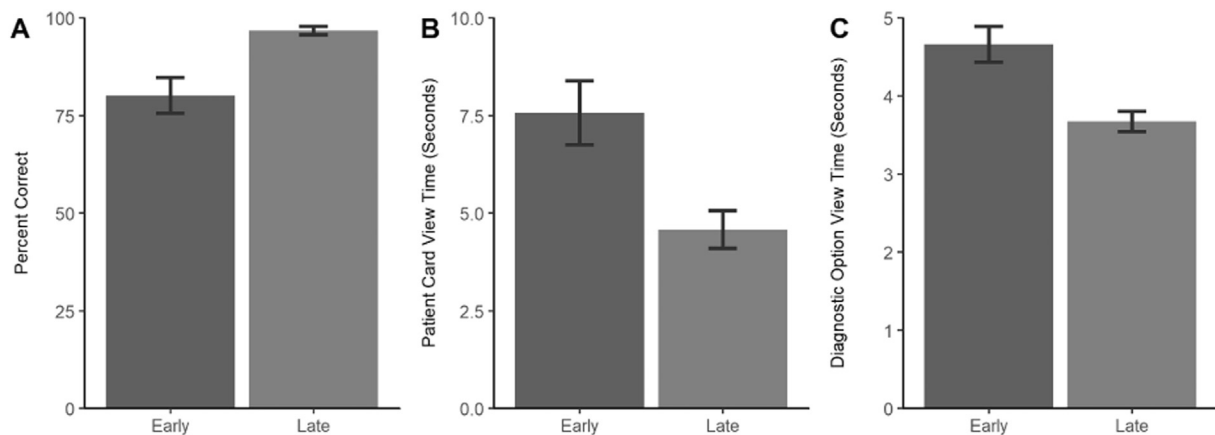 A
Percent Correct
100
75
50
25
0
Early Late
B
Patient Card View Time (Seconds)
10.0
7.5
5.0
2.5
0.0
Early Late
C
Diagnostic Option View Time (Seconds)
5
4
3
2
1
0
Early Late